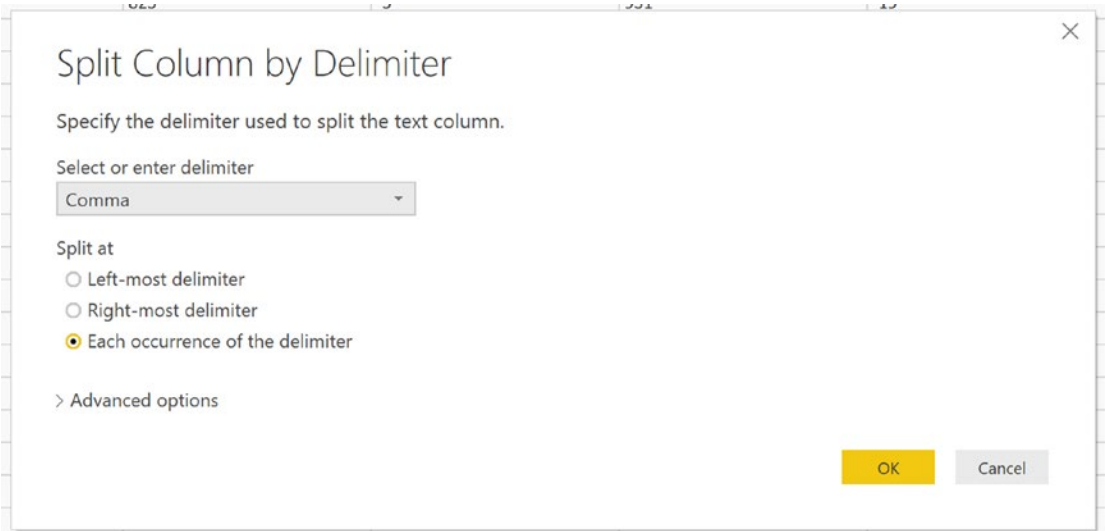 Split Column by Delimiter
Specify the delimiter used to split the text column.
Select or enter delimiter
Comma
Split at
Left-most delimiter
Right-most delimiter
Each occurrence of the delimiter
> Advanced options
OK Cancel